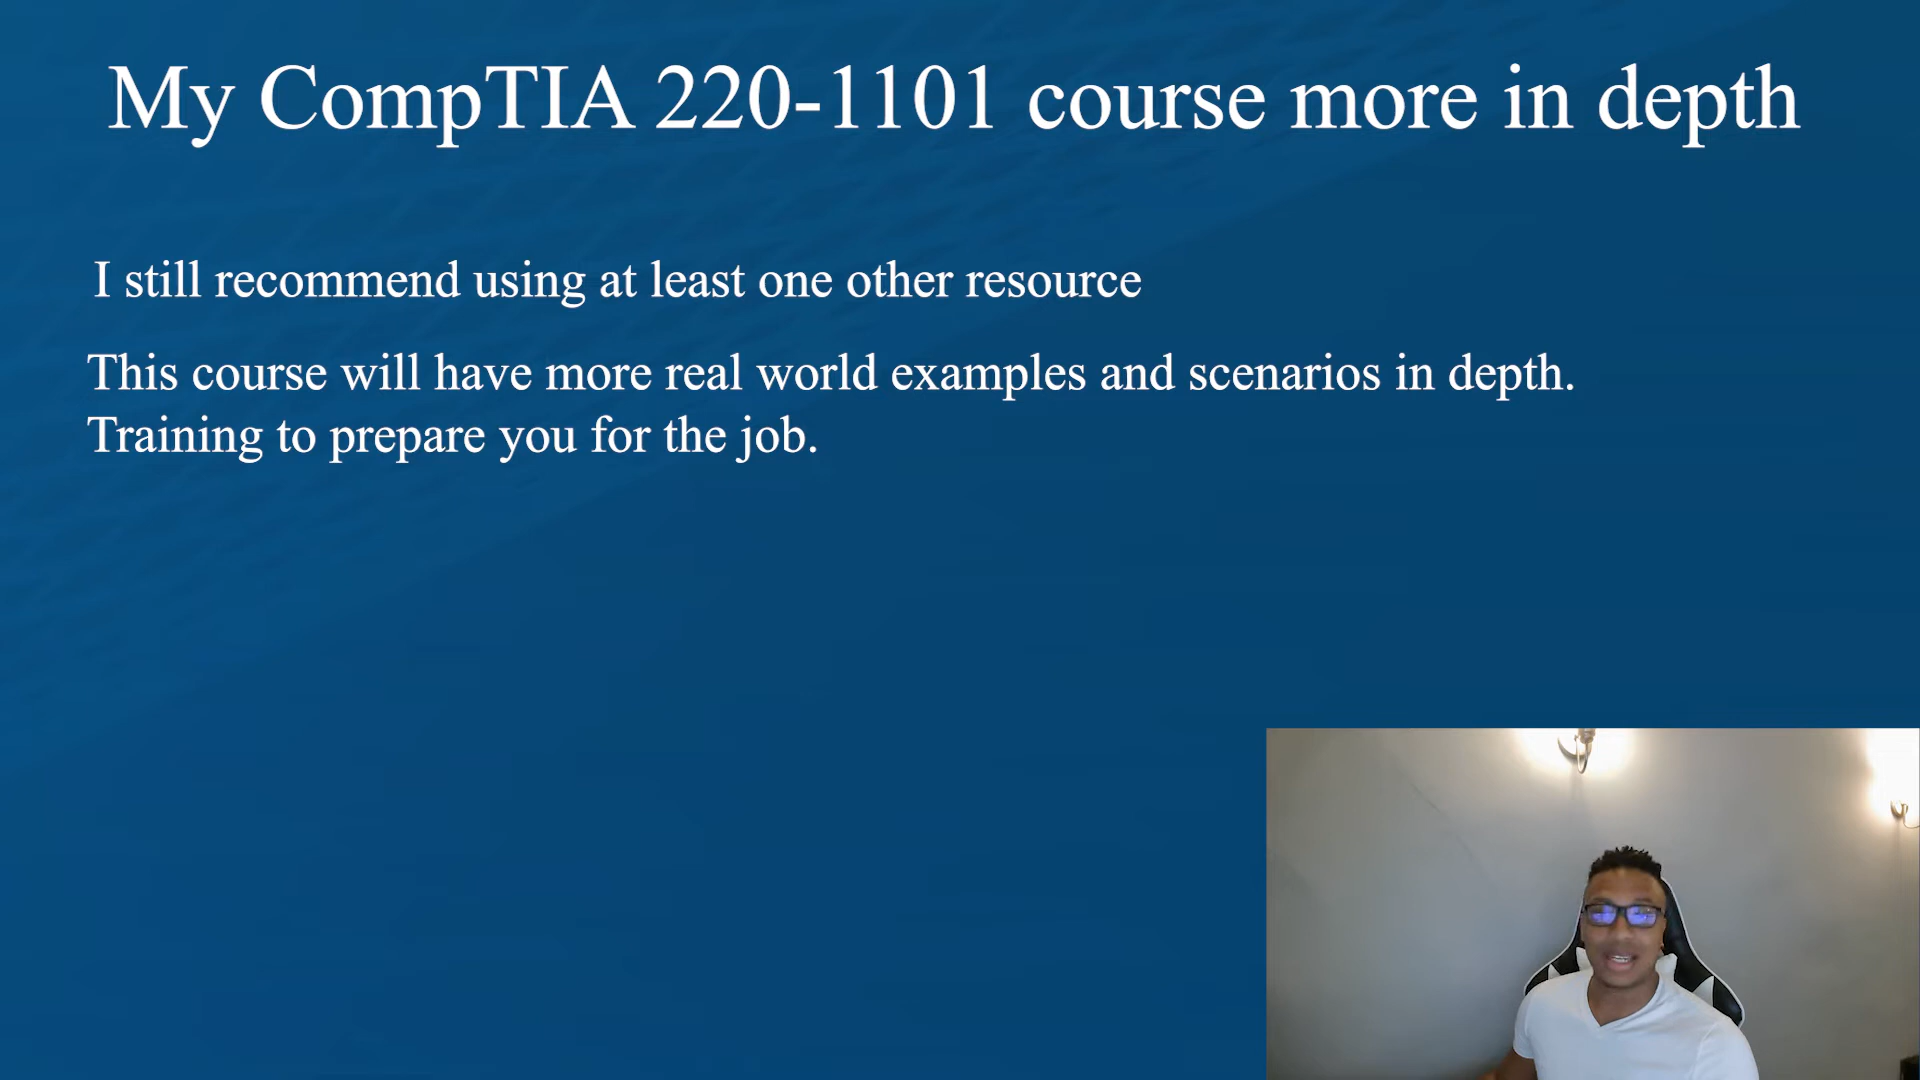 My CompTIA 220-1101 course more in depth
I still recommend using at least one other resource
This course will have more real world examples and scenarios in depth.
Training to prepare you for the job.